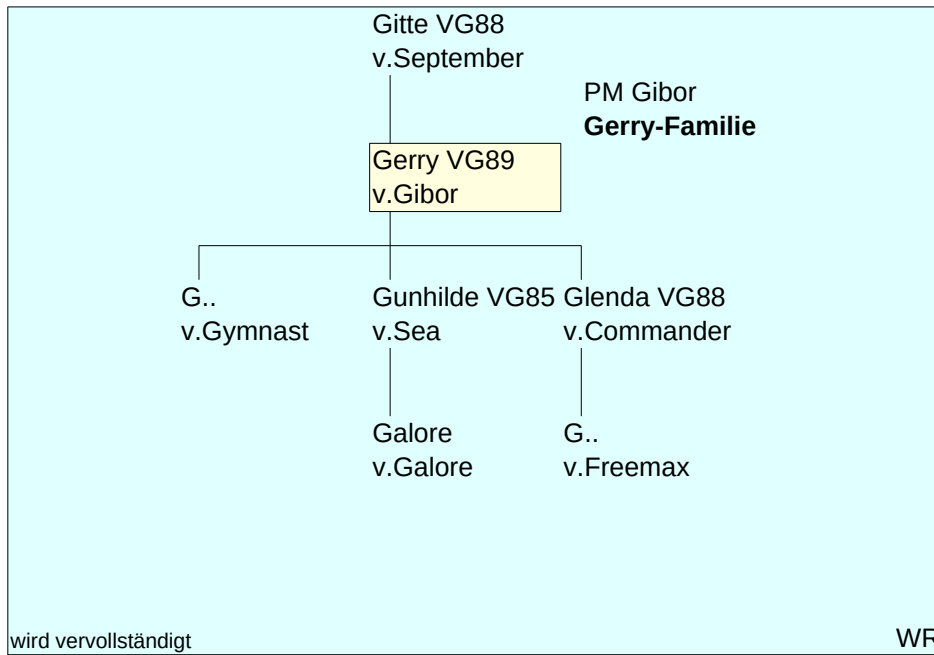 Gitte VG88
v.September
PM Gibor
Gerry-Familie
Gerry VG89
v.Gibor
G.. Gunhilde VG85 Glenda VG88
v.Gymnast v.Sea v.Commander
Galore G..
v.Galore v.Freemax
wird vervollständigt WR